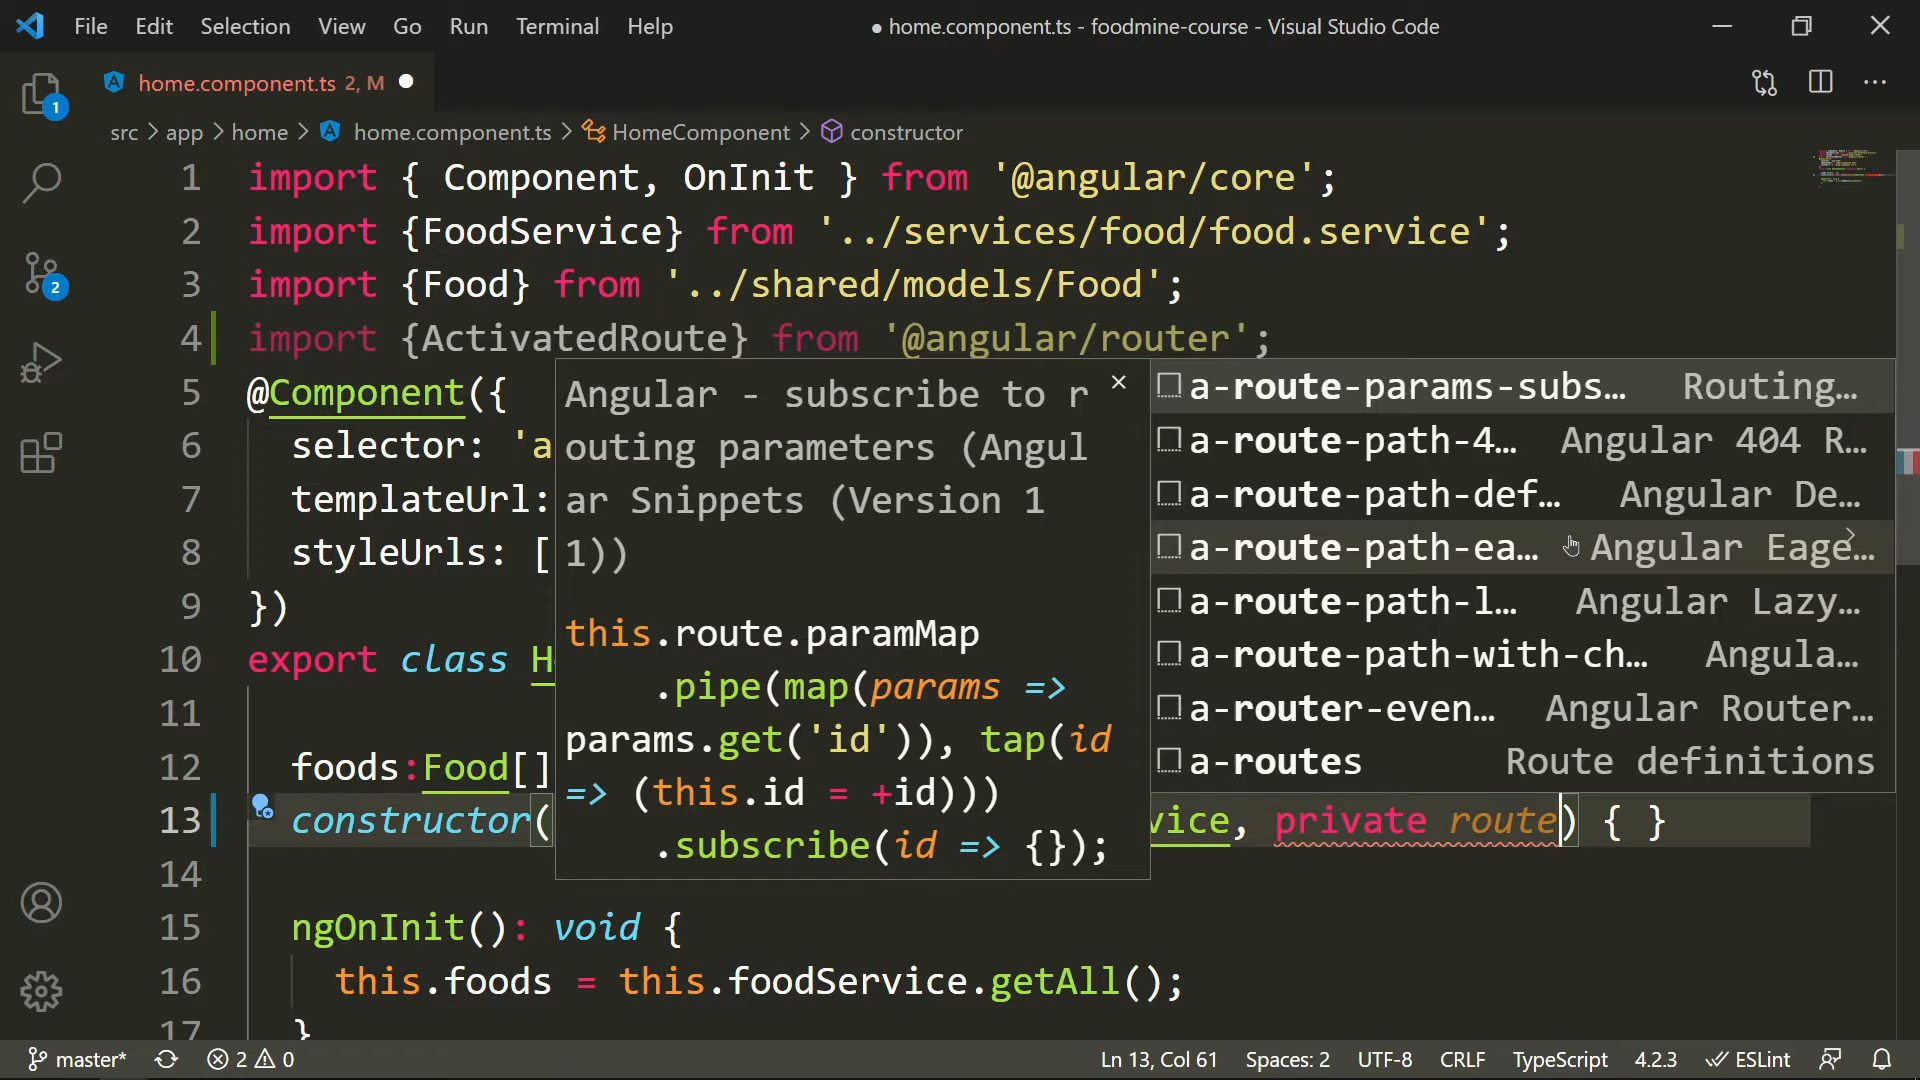 File Edit Selection View Go Run Terminal Help
● home.component.ts - foodmine-course - Visual Studio Code
home.component.ts 2, M
src > app > home > home.component.ts > HomeComponent > constructor
1 import { Component, OnInit } from '@angular/core';
2 import {FoodService} from '../services/food/food.service';
3 import {Food} from '../shared/models/Food';
4 import {ActivatedRoute} from '@angular/router';
5 @Component({
6 selector: 'a
7 templateUrl:
8 styleUrls: [
9 })
10 export class H
11
12 foods:Food[]
13 constructor(
vice, private route) { }
14
15 ngOnInit(): void {
16 this.foods = this.foodService.getAll();
17 }
Angular - subscribe to r
outing parameters (Angul
ar Snippets (Version 1
1))
this.route.paramMap
.pipe(map(params =>
params.get('id')), tap(id
=> (this.id = +id)))
.subscribe(id => {});
a-route-params-subs… Routing…
a-route-path-4… Angular 404 R…
a-route-path-def… Angular De…
a-route-path-ea… Angular Eage…
a-route-path-l… Angular Lazy…
a-route-path-with-ch… Angula…
a-router-even… Angular Router…
a-routes Route definitions
1
2
master* 2 0 Ln 13, Col 61 Spaces: 2 UTF-8 CRLF TypeScript 4.2.3 ESLint